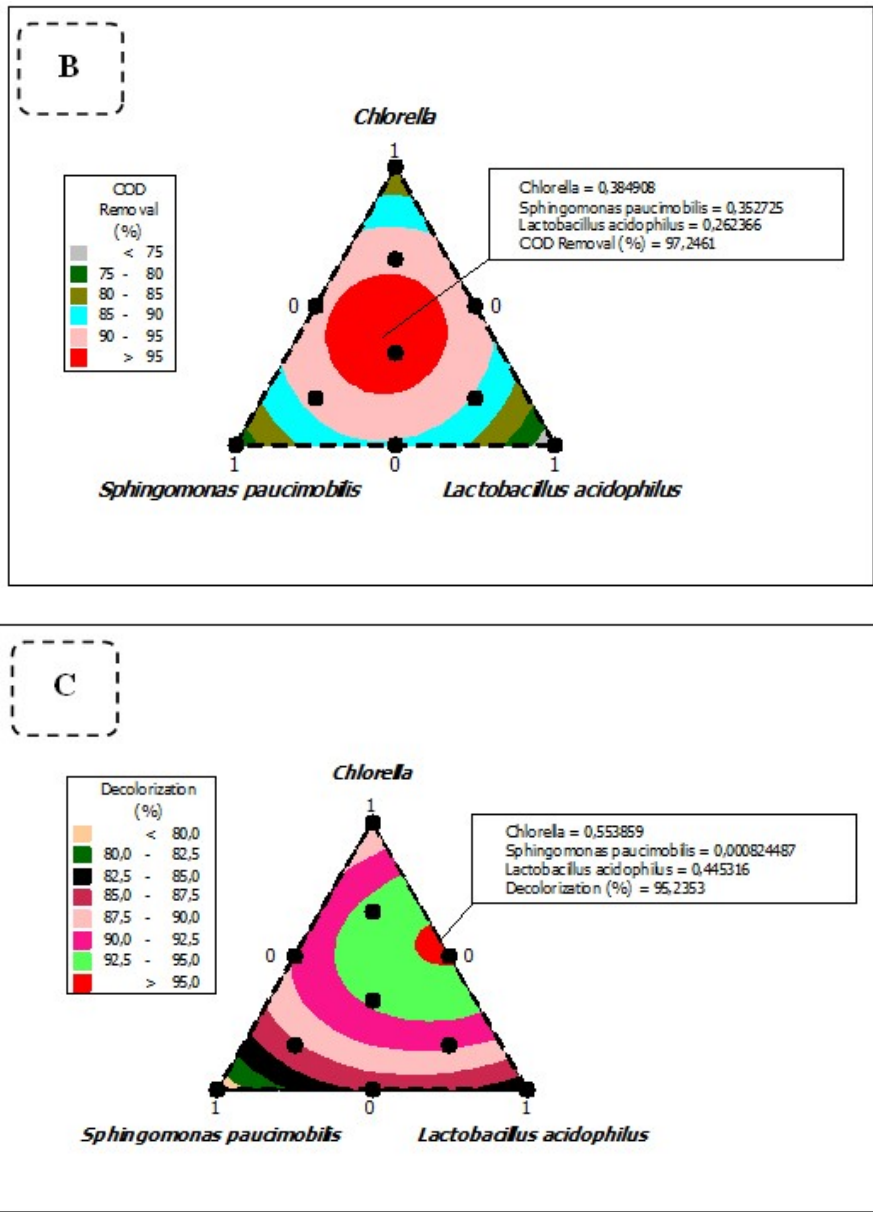 B
Chlorella
1
COD
Removal
(%)
< 75
75 - 80
80 - 85
85 - 90
90 - 95
> 95
Chlorella = 0,384908
Sphingomonas paucimobilis = 0,352725
Lactobacillus acidophilus = 0,262366
COD Removal (%) = 97,2461
0 0
1 0 1
Sphingomonas paucimobilis Lactobacillus acidophilus
C
Chlorella
1
Decolorization
(%)
< 80,0
80,0 - 82,5
82,5 - 85,0
85,0 - 87,5
87,5 - 90,0
90,0 - 92,5
92,5 - 95,0
> 95,0
Chlorella = 0,553859
Sphingomonas paucimobilis = 0,000824487
Lactobacillus acidophilus = 0,445316
Decolorization (%) = 95,2353
0 0
1 0 1
Sphingomonas paucimobilis Lactobacillus acidophilus